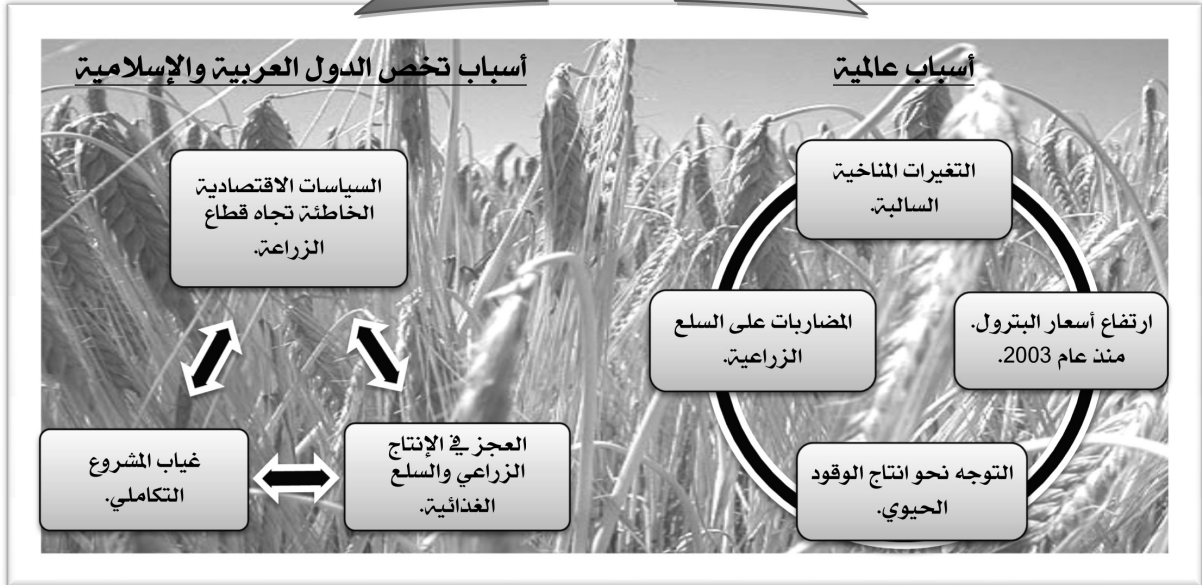 أسباب عالمية
التغيرات المناخية
السالبة.
ارتفاع أسعار البترول.
منذ عام 2003.
التوجه نحو انتاج الوقود
الحيوي.
المضاربات على السلع
الزراعية.
أسباب تخص الدول العربية والإسلامية
السياسات الاقتصادية
الخاطئة تجاه قطاع
الزراعة.
العجز في الإنتاج
الزراعي والسلع
الغذائية.
غياب المشروع
التكاملي.